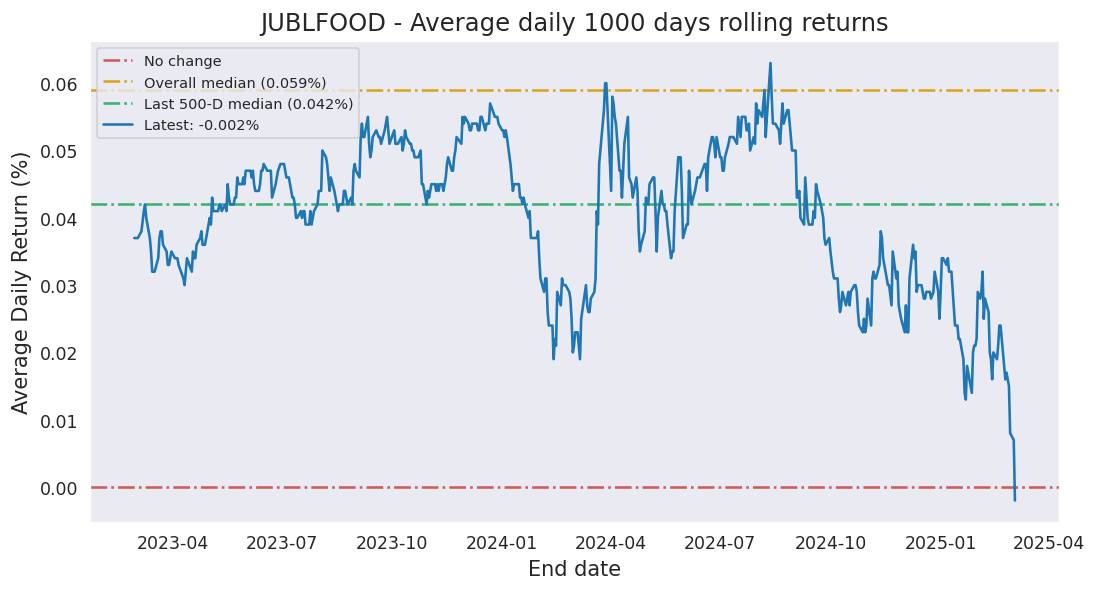 JUBLFOOD - Average daily 1000 days rolling returns
No change
Overall median (0.059%)
Last 500-D median (0.042%)
Latest: -0.002%
Average Daily Return (%)
0.06
0.05
0.04
0.03
0.02
0.01
0.00
2023-04 2023-07 2023-10 2024-01 2024-04 2024-07 2024-10 2025-01 2025-04
End date